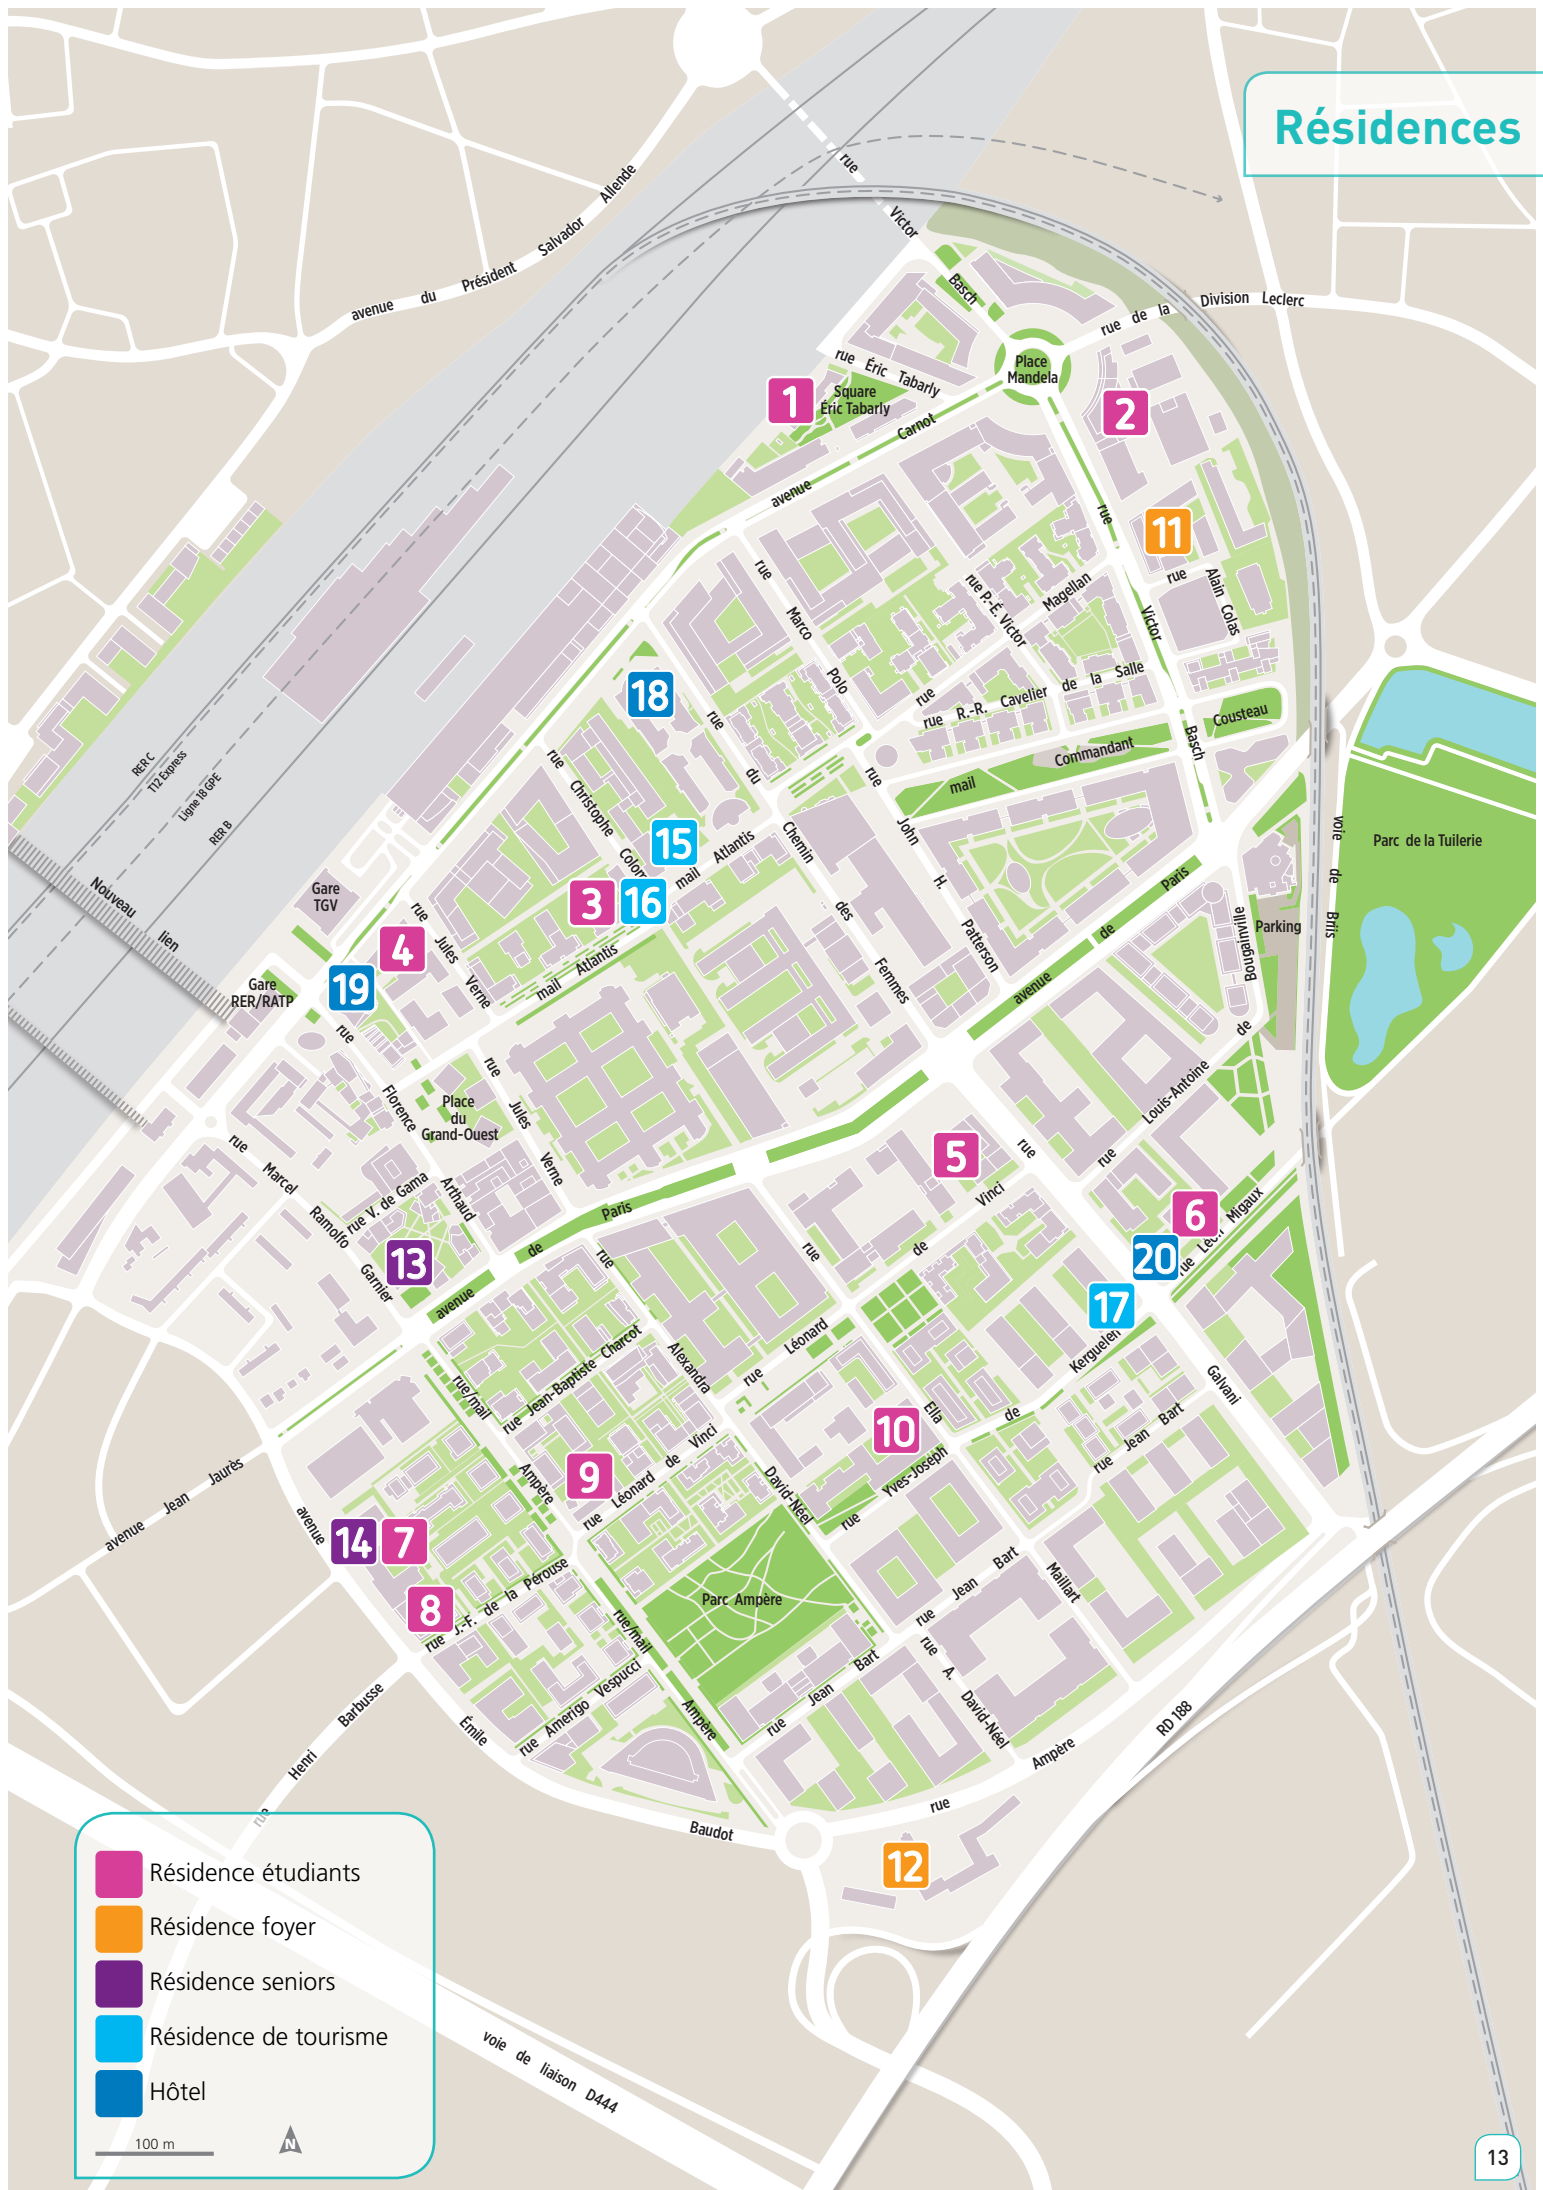 Résidences
rue
Victor
Basch
avenue du Président Salvador Allende
rue de la Division Leclerc
Place
Mandela
rue Éric Tabarly
Square
Éric Tabarly
1
2
avenue Carnot
rue
Victor
Basch
11
rue Alain Colas
rue Marco Polo
rue P.-É. Victor
rue Magellan
rue R.-R. Cavelier de la Salle
mail Commandant Cousteau
18
rue du Chemin des Femmes
rue Christophe Colomb
15
3
16
mail Atlantis
mail Atlantis
rue John H. Patterson
RER C
T12 Express
Ligne 18 GPE
RER B
Nouveau lien
Gare
TGV
Gare
RER/RATP
4
19
rue Jules Verne
rue Jules Verne
rue Florence Arthaud
Place
du
Grand-Ouest
Parc de la Tuilerie
voie de Briis
Parking
rue Louis-Antoine de Bougainville
avenue de Paris
avenue de Paris
rue Marcel Ramolfo Garnier
rue V. de Gama
13
5
6
20
17
rue Léon Migaux
rue Galvani
rue Léonard de Vinci
rue Ella Maillart
rue Yves-Joseph de Kerguelen
rue Jean Bart
10
rue Alexandra David-Néel
rue Jean-Baptiste Charcot
rue/mail Ampère
9
rue Léonard de Vinci
avenue Jean Jaurès
avenue Émile Baudot
14
7
8
rue J.-F. de la Pérouse
Parc Ampère
rue/mail Ampère
rue Amerigo Vespucci
rue Jean Bart
rue Jean Bart
rue A. David-Néel
rue Henri Barbusse
rue Ampère
RD 188
12
voie de liaison D444
Résidence étudiants
Résidence foyer
Résidence seniors
Résidence de tourisme
Hôtel
100 m
N
13